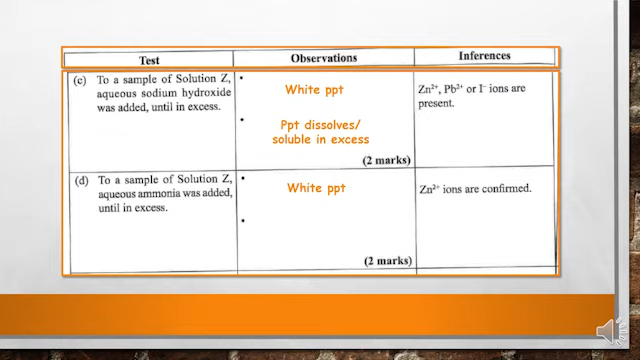 Test
Observations
Inferences
(c) To a sample of Solution Z,
aqueous sodium hydroxide
was added, until in excess.
• White ppt
• Ppt dissolves/
soluble in excess
(2 marks)
Zn²⁺, Pb²⁺ or I⁻ ions are
present.
(d) To a sample of Solution Z,
aqueous ammonia was added,
until in excess.
• White ppt
•
(2 marks)
Zn²⁺ ions are confirmed.